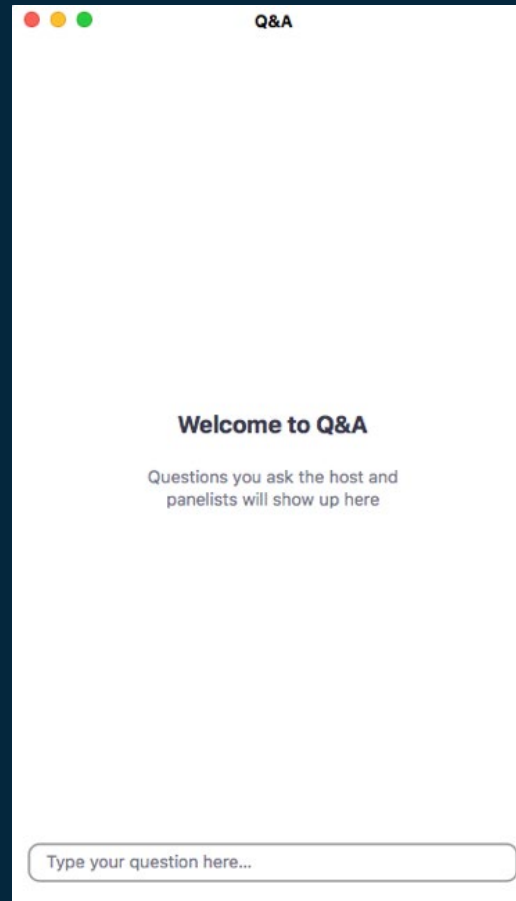 Q&A
Welcome to Q&A
Questions you ask the host and
panelists will show up here
Type your question here...